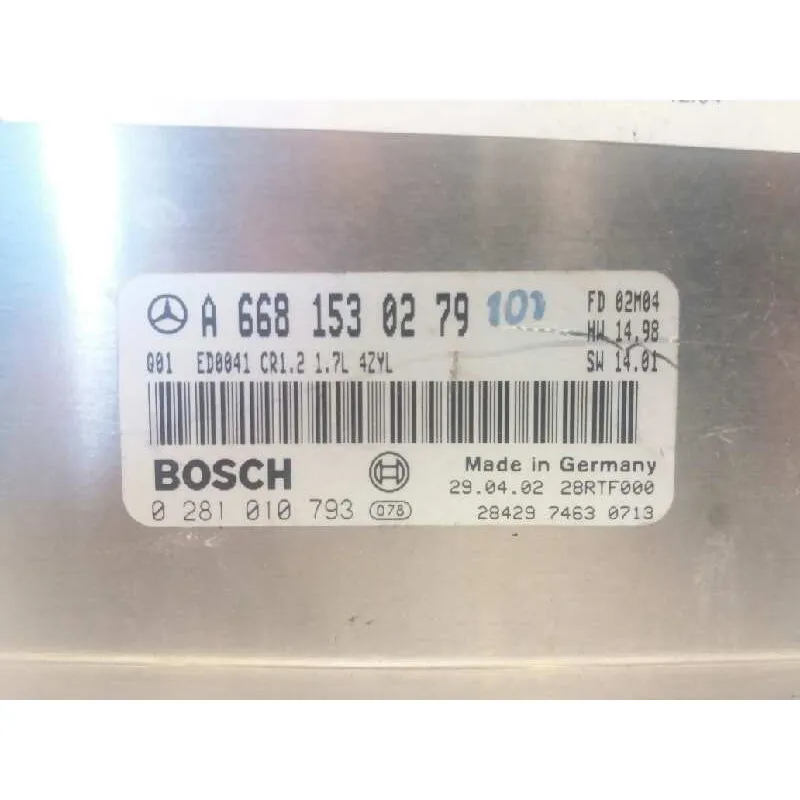 A 668 153 02 79 101 FD 02M04
HW 14.98
G01 ED0041 CR1.2 1.7L 4ZYL SW 14.01
BOSCH Made in Germany
29.04.02 28RTF000
0 281 010 793 078 28429 7463 0713